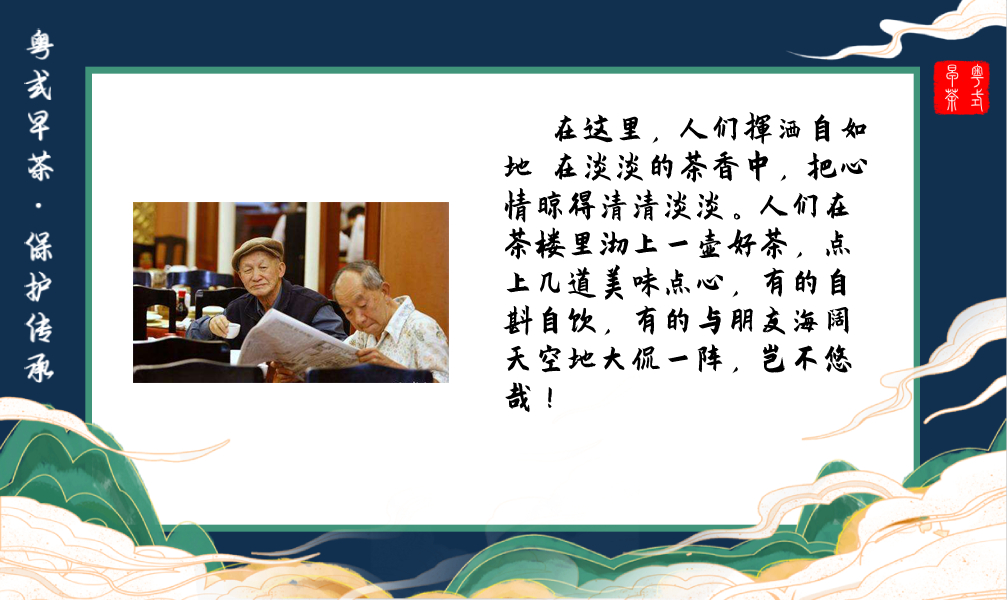 粤式早茶·保护传承
粤式
早茶
在这里，人们揮洒自如
地 在淡淡的茶香中，把心
情晾得清清淡淡。人们在
茶楼里沏上一壶好茶，点
上几道美味点心，有的自
斟自饮，有的与朋友海阔
天空地大侃一阵，岂不悠
哉！